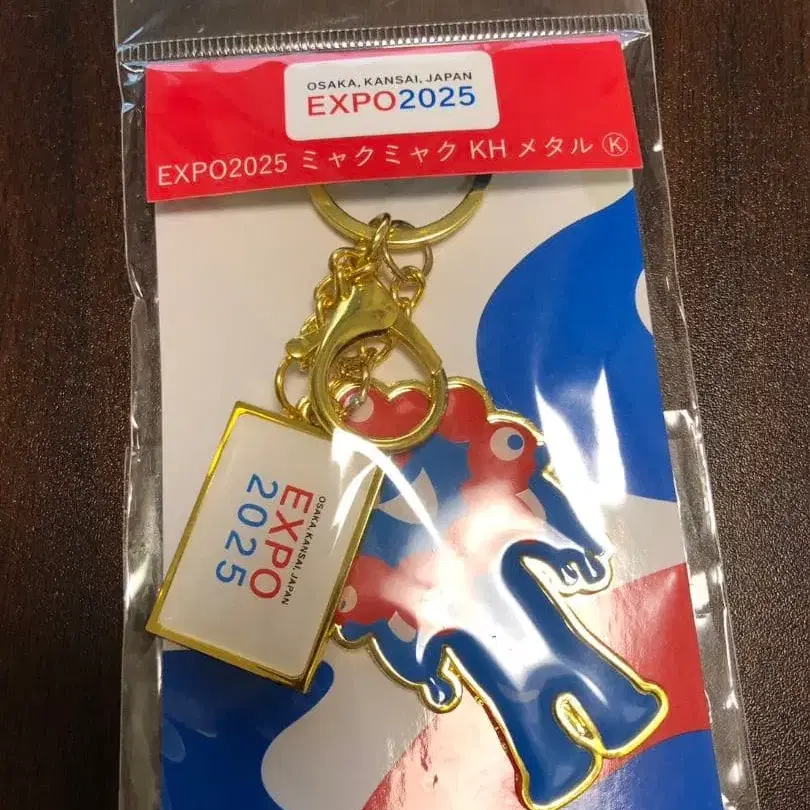 OSAKA, KANSAI, JAPAN
EXPO2025
EXPO2025 ミャクミャク KH メタル Ⓚ
OSAKA, KANSAI, JAPAN
EXPO
2025